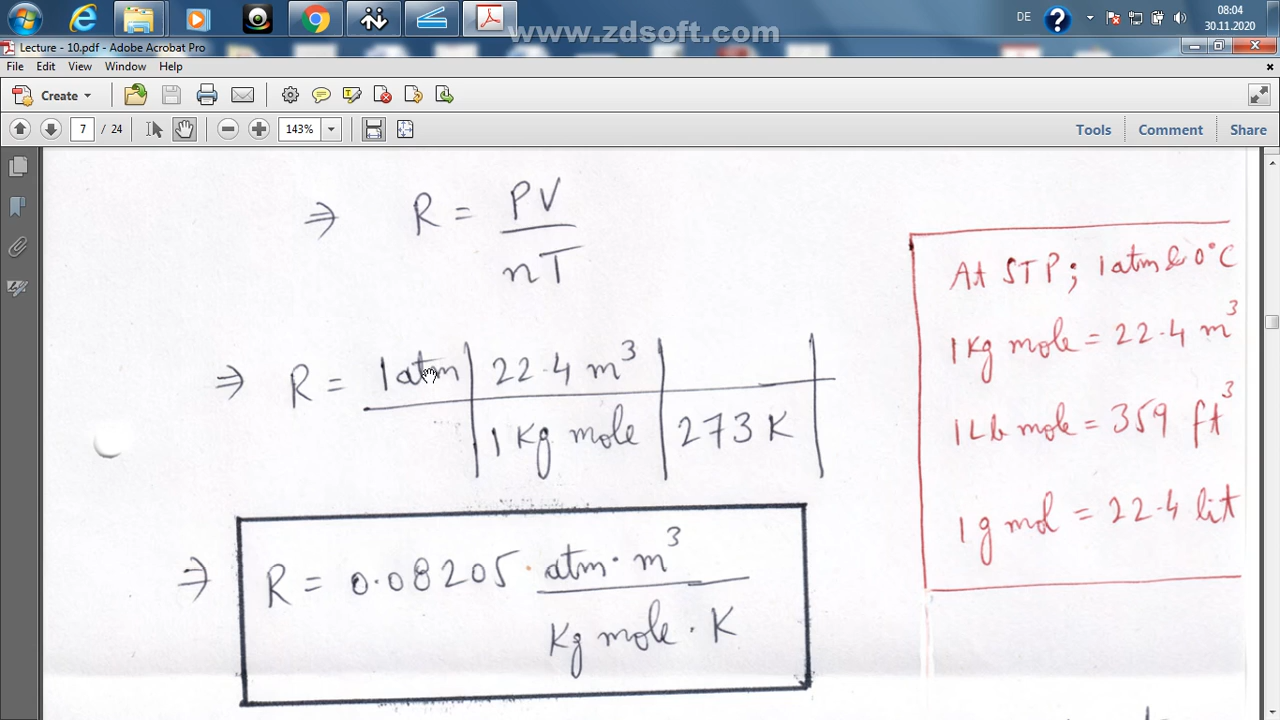 DE
08:04
30.11.2020
www.zdsoft.com
Lecture - 10.pdf - Adobe Acrobat Pro
File Edit View Window Help
Create
7 / 24 143% Tools Comment Share
⇒ R = PV / nT
⇒ R = 1 atm | 22.4 m³ |
| 1 Kg mole | 273 K |
⇒ R = 0.08205 · atm · m³
Kg mole · K
At STP; 1 atm & 0°C
1 Kg mole = 22.4 m³
1 Lb mole = 359 ft³
1 g mol = 22.4 lit